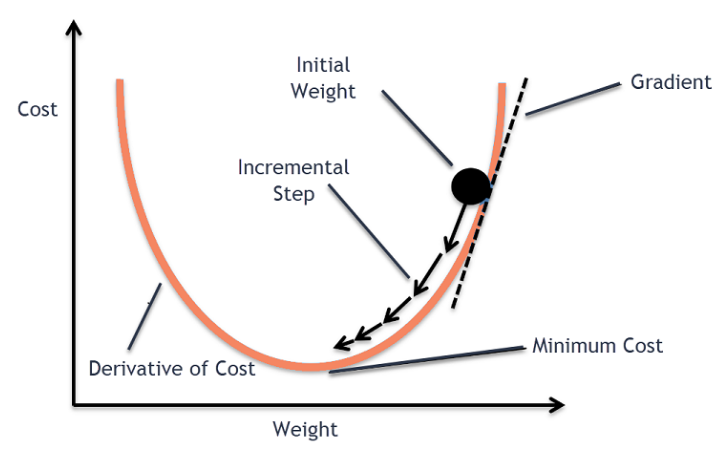 Initial
Weight
Gradient
Cost
Incremental
Step
Minimum Cost
Derivative of Cost
Weight